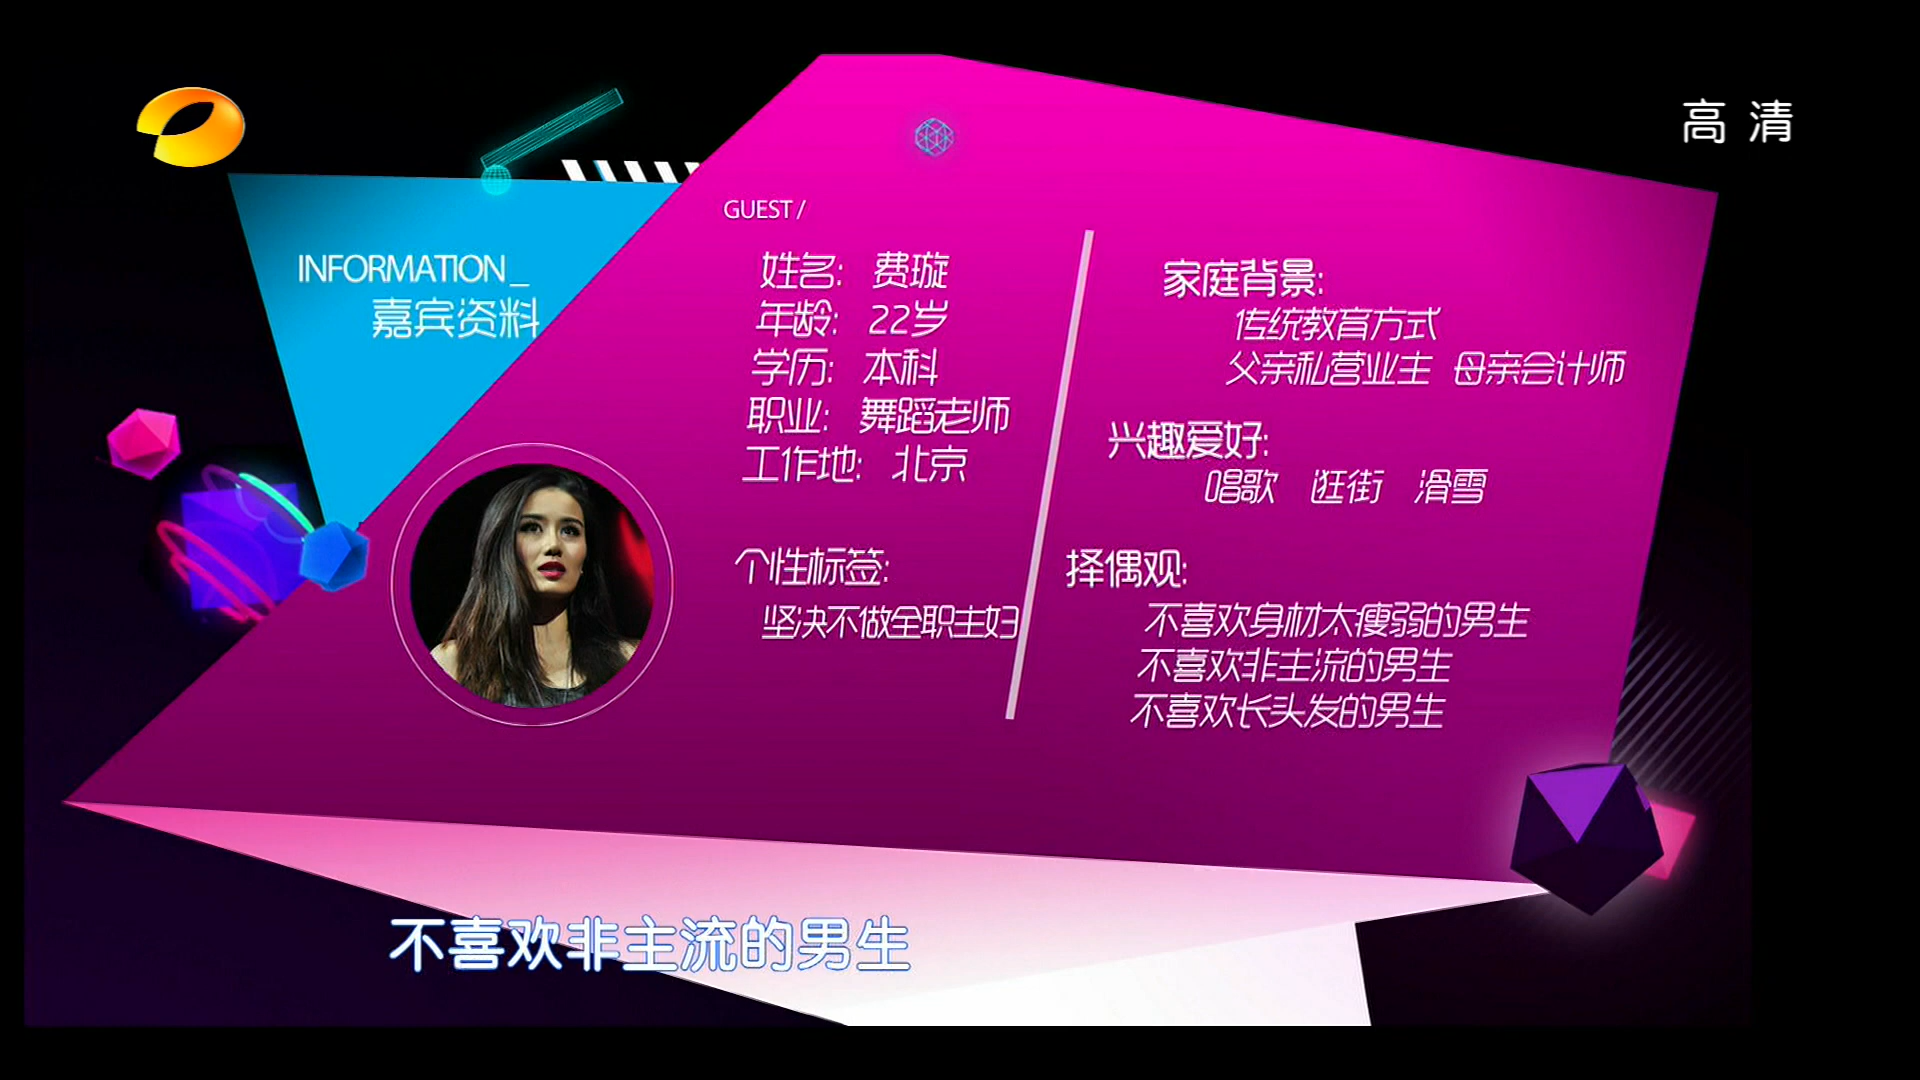 高清
INFORMATION_
嘉宾资料
GUEST/
姓名: 费璇
年龄: 22岁
学历: 本科
职业: 舞蹈老师
工作地: 北京
个性标签:
坚决不做全职主妇
家庭背景:
传统教育方式
父亲私营业主 母亲会计师
兴趣爱好:
唱歌 逛街 滑雪
择偶观:
不喜欢身材太瘦弱的男生
不喜欢非主流的男生
不喜欢长头发的男生
不喜欢非主流的男生